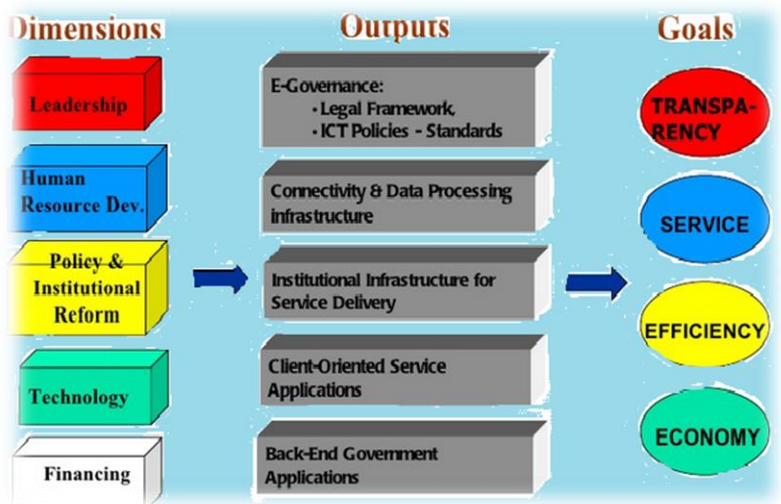 Dimensions
Leadership
Human
Resource Dev.
Policy &
Institutional
Reform
Technology
Financing
Outputs
E-Governance:
• Legal Framework,
• ICT Policies - Standards
Connectivity & Data Processing
infrastructure
Institutional Infrastructure for
Service Delivery
Client-Oriented Service
Applications
Back-End Government
Applications
Goals
TRANSPA-
RENCY
SERVICE
EFFICIENCY
ECONOMY